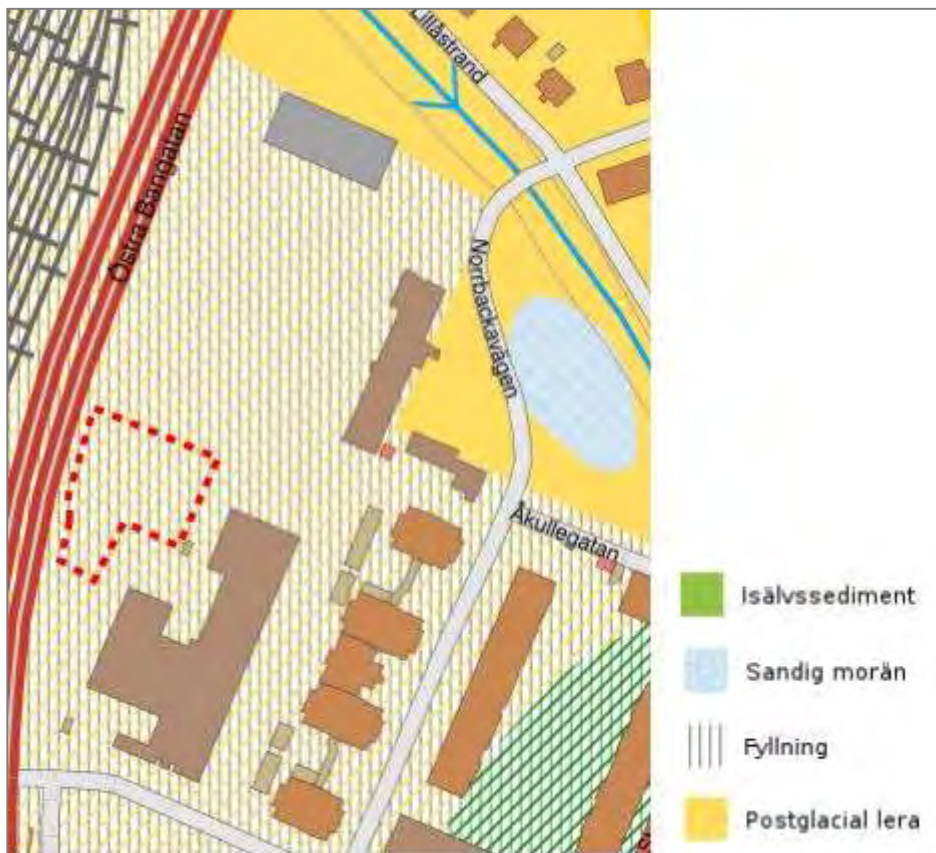 Lillåstrand
Östra Bangatan
Norrbackavägen
Åkullegatan
Isälvssediment
Sandig morän
Fyllning
Postglacial lera